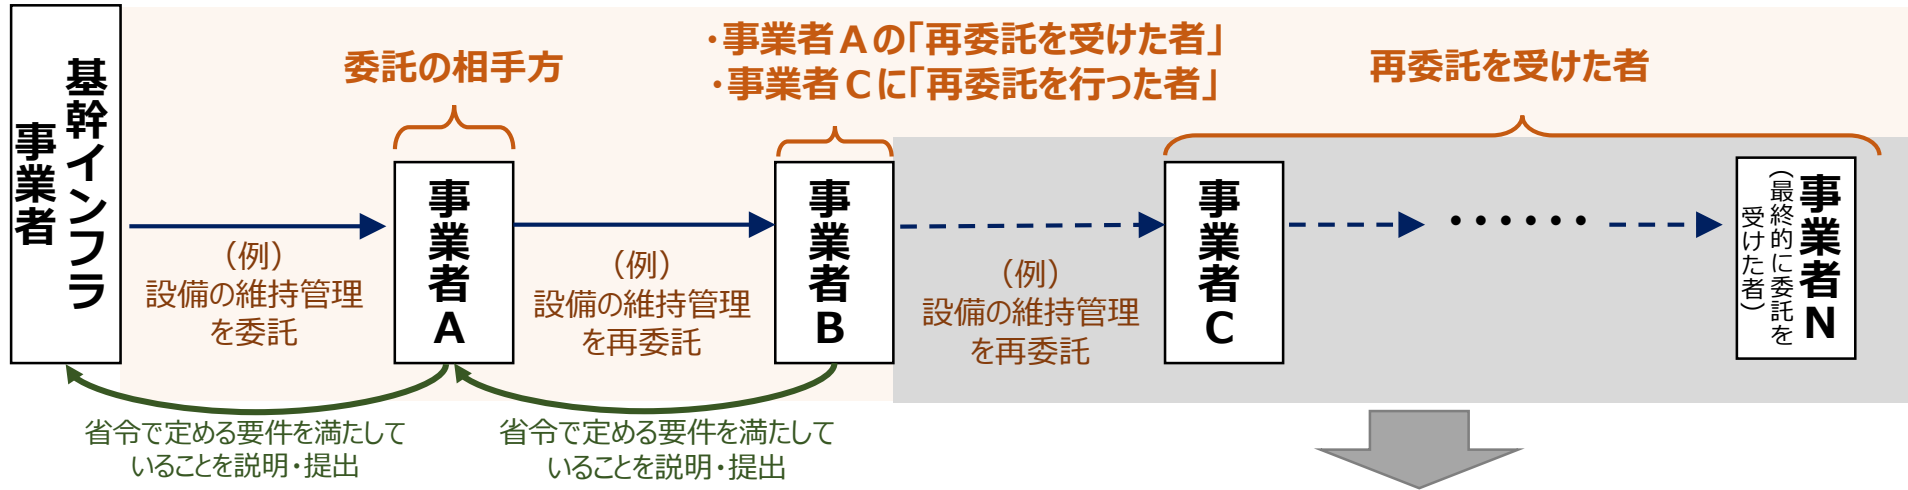 基幹インフラ
事業者
委託の相手方
・事業者Ａの「再委託を受けた者」
・事業者Ｃに「再委託を行った者」
再委託を受けた者
事業者Ａ
事業者Ｂ
事業者Ｃ
……
事業者Ｎ
（最終的に委託を
受けた者）
（例）
設備の維持管理
を委託
（例）
設備の維持管理
を再委託
（例）
設備の維持管理
を再委託
省令で定める要件を満たして
いることを説明・提出
省令で定める要件を満たして
いることを説明・提出